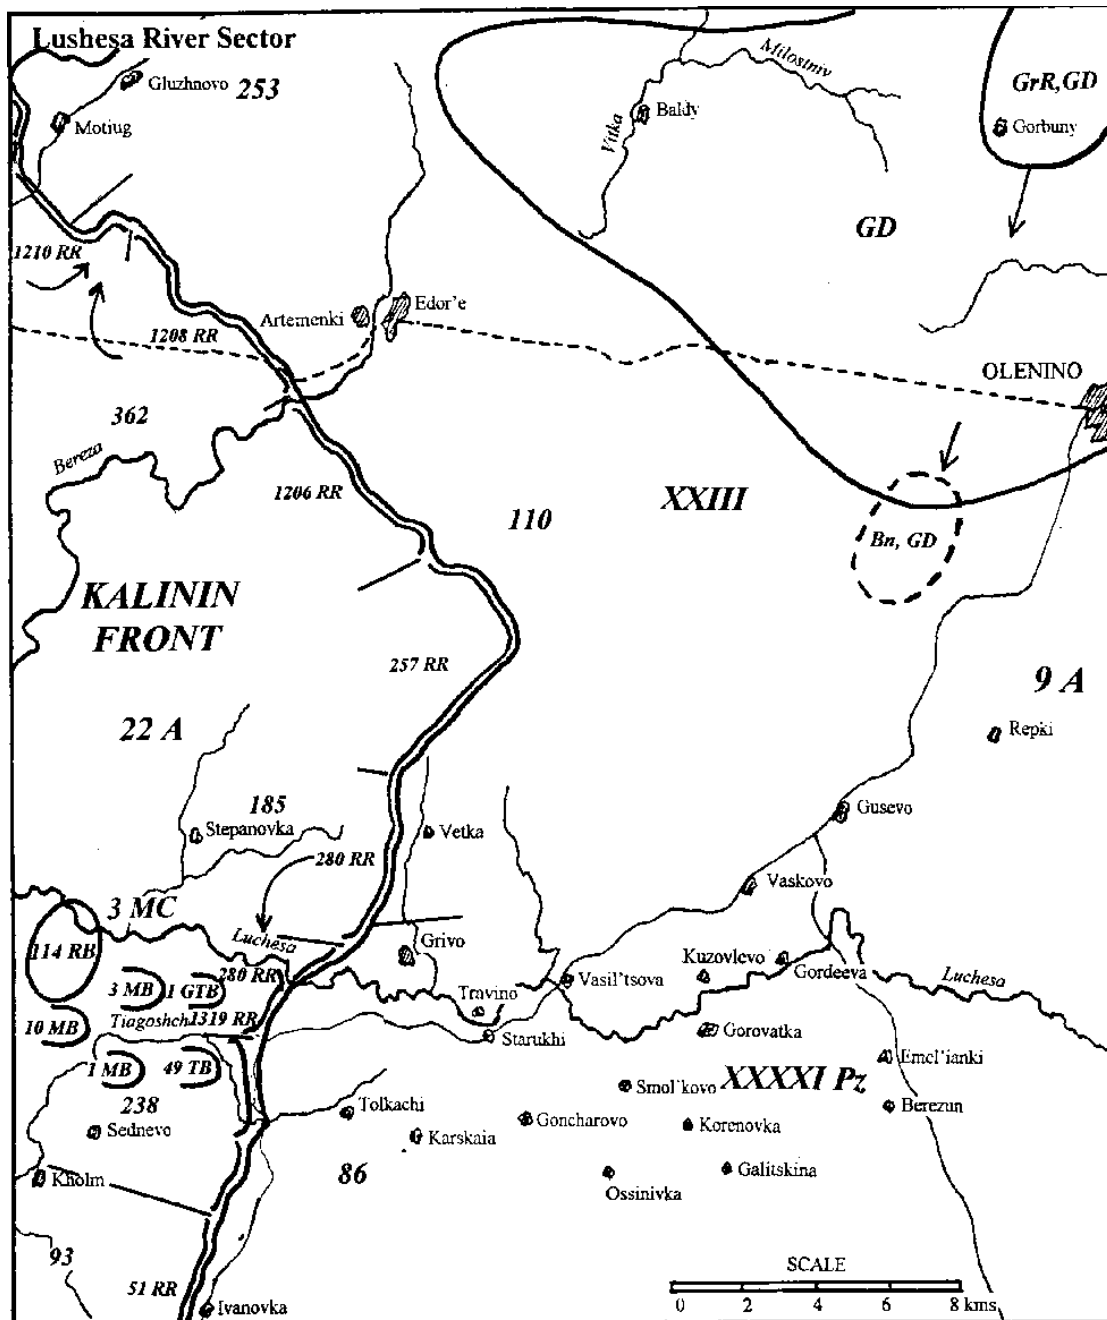 Lushesa River Sector
Gluzhnovo
253
Motiug
Milostniv
Vitka
Baldy
GrR, GD
Gorbuny
GD
1210 RR
1208 RR
Artemenki
Edor'e
OLENINO
362
Bereza
1206 RR
110
XXIII
Bn, GD
KALININ
FRONT
257 RR
9 A
22 A
Repki
185
Stepanovka
Vetka
Gusevo
280 RR
Vaskovo
3 MC
Luchesa
114 RB
Grivo
Kuzovlevo
Gordeeva
Luchesa
280 RR
Vasil'tsova
3 MB
1 GTB
Travino
10 MB
1319 RR
Starukhi
Gorovatka
Emel'ianki
1 MB
49 TB
XXXXI Pz
Smol'kovo
238
Tolkachi
Berezun
Sednevo
Karskaia
Goncharovo
Korenovka
Kholm
86
Ossinivka
Galitskina
93
51 RR
Ivanovka
SCALE
0 2 4 6 8 kms